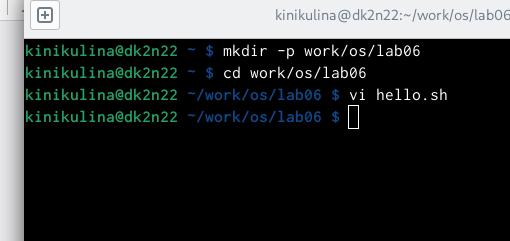 kinikulina@dk2n22:~/work/os/lab06
kinikulina@dk2n22 ~ $ mkdir -p work/os/lab06
kinikulina@dk2n22 ~ $ cd work/os/lab06
kinikulina@dk2n22 ~/work/os/lab06 $ vi hello.sh
kinikulina@dk2n22 ~/work/os/lab06 $